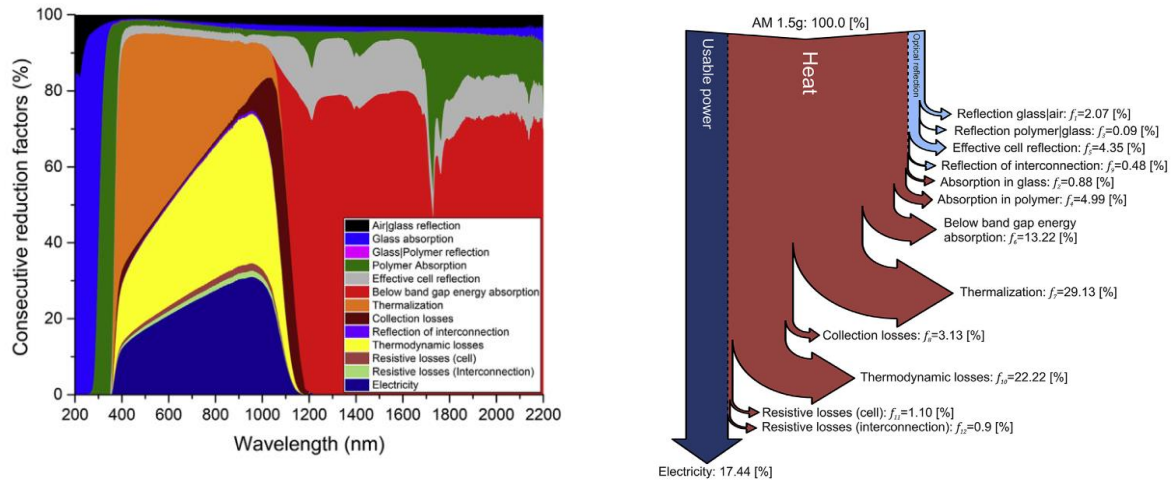 100
80
60
40
20
0
Consecutive reduction factors (%)
Air|glass reflection
Glass absorption
Glass|Polymer reflection
Polymer Absorption
Effective cell reflection
Below band gap energy absorption
Thermalization
Collection losses
Reflection of interconnection
Thermodynamic losses
Resistive losses (cell)
Resistive losses (Interconnection)
Electricity
200 400 600 800 1000 1200 1400 1600 1800 2000 2200
Wavelength (nm)
AM 1.5g: 100.0 [%]
Usable power
Heat
Optical reflection
Reflection glass|air: f₁=2.07 [%]
Reflection polymer|glass: f₃=0.09 [%]
Effective cell reflection: f₅=4.35 [%]
Reflection of interconnection: f₉=0.48 [%]
Absorption in glass: f₂=0.88 [%]
Absorption in polymer: f₄=4.99 [%]
Below band gap energy
absorption: f₆=13.22 [%]
Thermalization: f₇=29.13 [%]
Collection losses: f₈=3.13 [%]
Thermodynamic losses: f₁₀=22.22 [%]
Resistive losses (cell): f₁₁=1.10 [%]
Resistive losses (interconnection): f₁₂=0.9 [%]
Electricity: 17.44 [%]